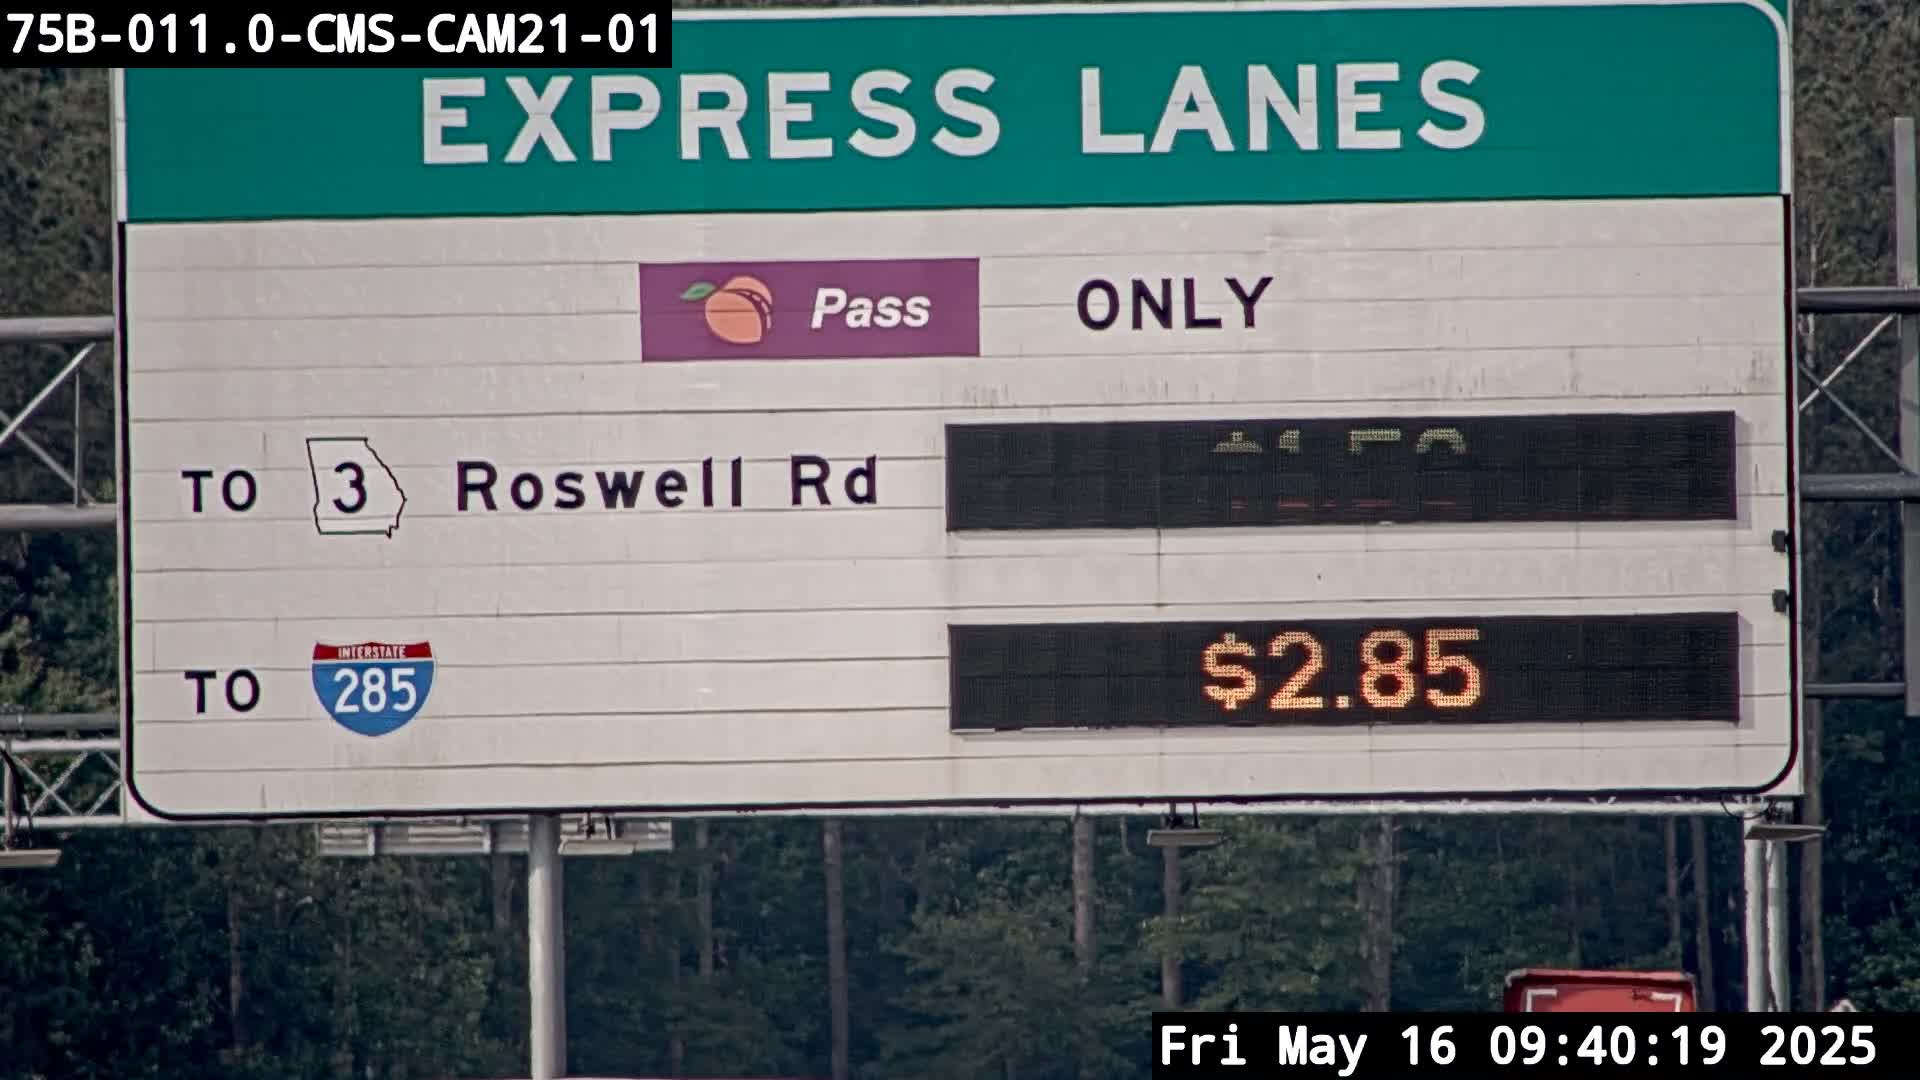 75B-011.0-CMS-CAM21-01
EXPRESS LANES
Pass ONLY
TO 3 Roswell Rd
TO INTERSTATE 285 $2.85
Fri May 16 09:40:19 2025